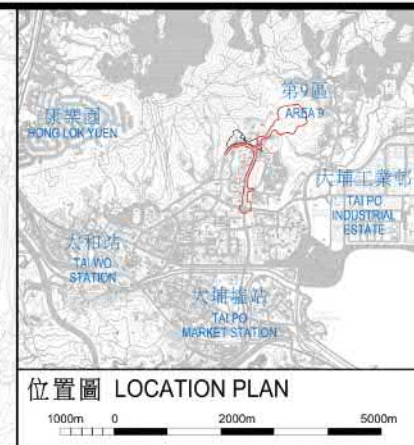 第9區
AREA 9
康樂園
HONG LOK YUEN
大埔工業邨
TAI PO
INDUSTRIAL
ESTATE
太和站
TAI WO
STATION
大埔墟站
TAI PO
MARKET STATION
位置圖 LOCATION PLAN
1000m 0 2000m 5000m